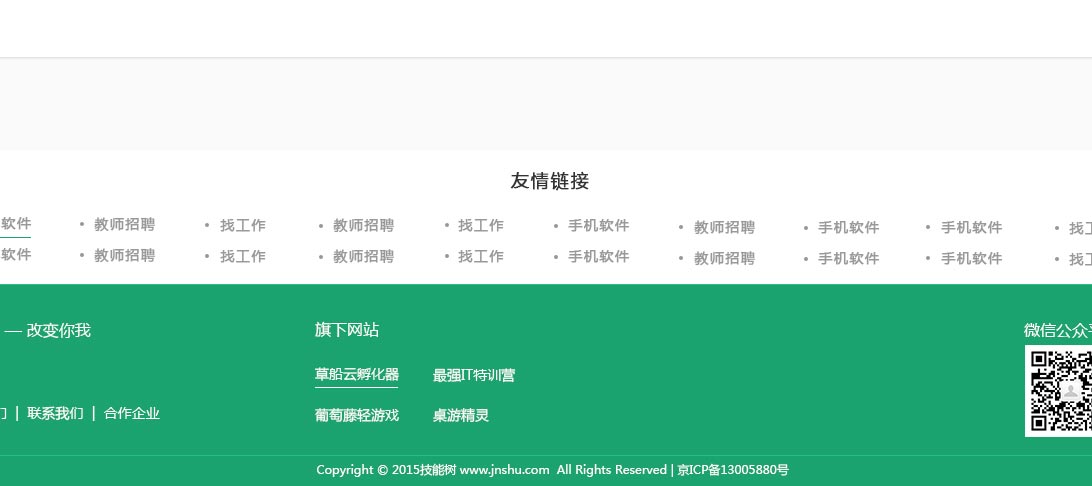 友情链接
软件 • 教师招聘 • 找工作 • 教师招聘 • 找工作 • 手机软件 • 教师招聘 • 手机软件 • 手机软件 • 找
软件 • 教师招聘 • 找工作 • 教师招聘 • 找工作 • 手机软件 • 教师招聘 • 手机软件 • 手机软件 • 找
— 改变你我
旗下网站
微信公众
草船云孵化器 最强IT特训营
们 | 联系我们 | 合作企业
葡萄藤轻游戏 桌游精灵
Copyright © 2015技能树 www.jnshu.com All Rights Reserved | 京ICP备13005880号